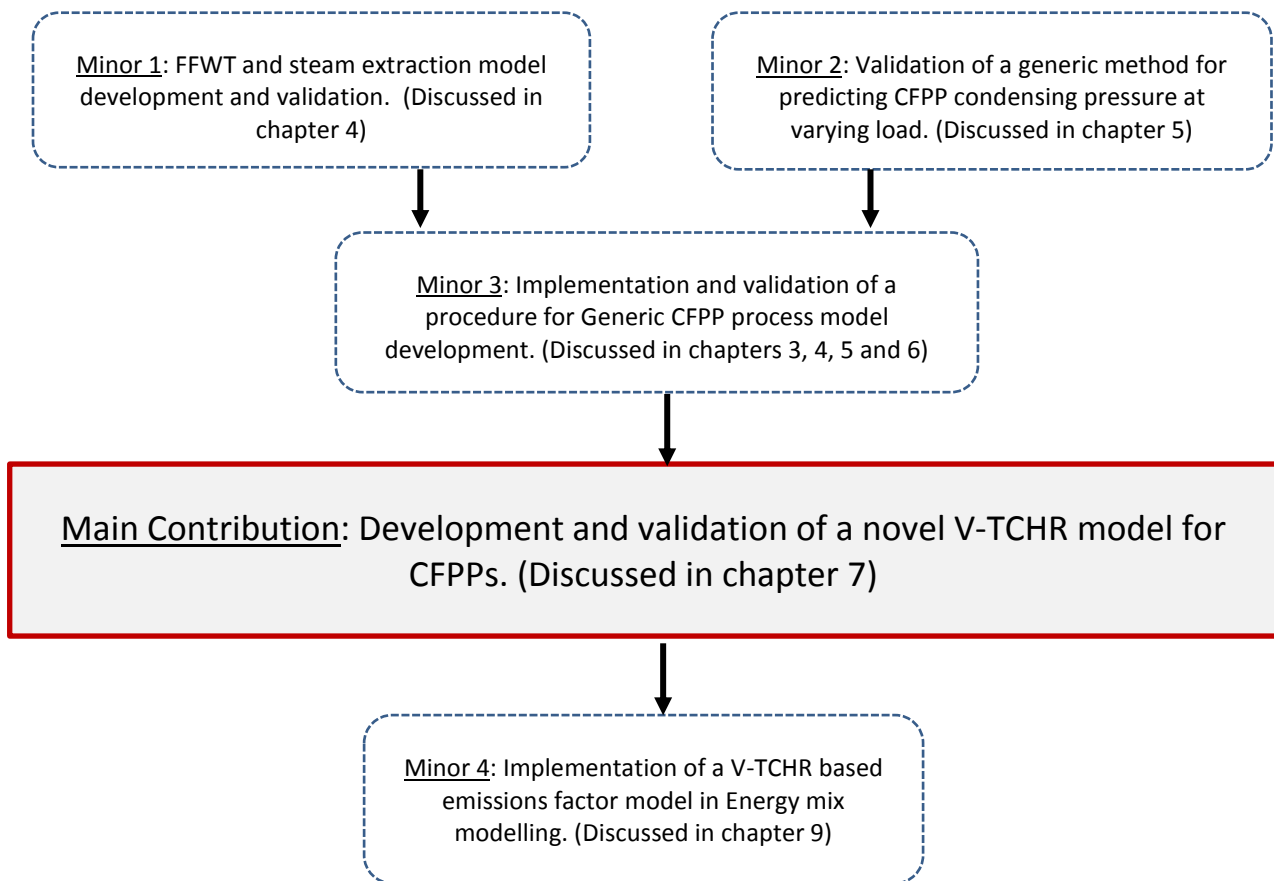 Minor 1: FFWT and steam extraction model
development and validation.  (Discussed in
chapter 4)
Minor 2: Validation of a generic method for
predicting CFPP condensing pressure at
varying load. (Discussed in chapter 5)
Minor 3: Implementation and validation of a
procedure for Generic CFPP process model
development. (Discussed in chapters 3, 4, 5 and 6)
Main Contribution: Development and validation of a novel V-TCHR model for
CFPPs. (Discussed in chapter 7)
Minor 4: Implementation of a V-TCHR based
emissions factor model in Energy mix
modelling. (Discussed in chapter 9)